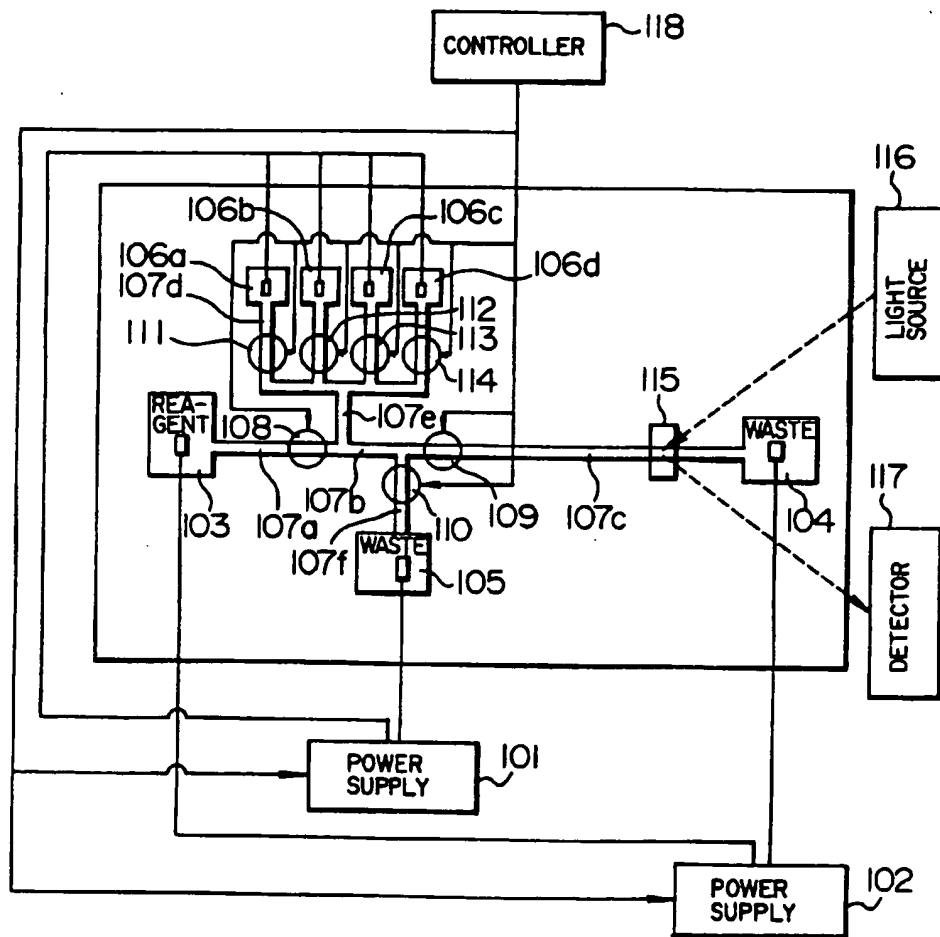 CONTROLLER
118
116
LIGHT
SOURCE
106b
106c
106a
106d
107d
112
111
113
114
115
REA-
GENT
108
107e
WASTE
117
103
107a
107b
110
109
107c
104
107f
WASTE
105
DETECTOR
POWER
SUPPLY
101
POWER
SUPPLY
102